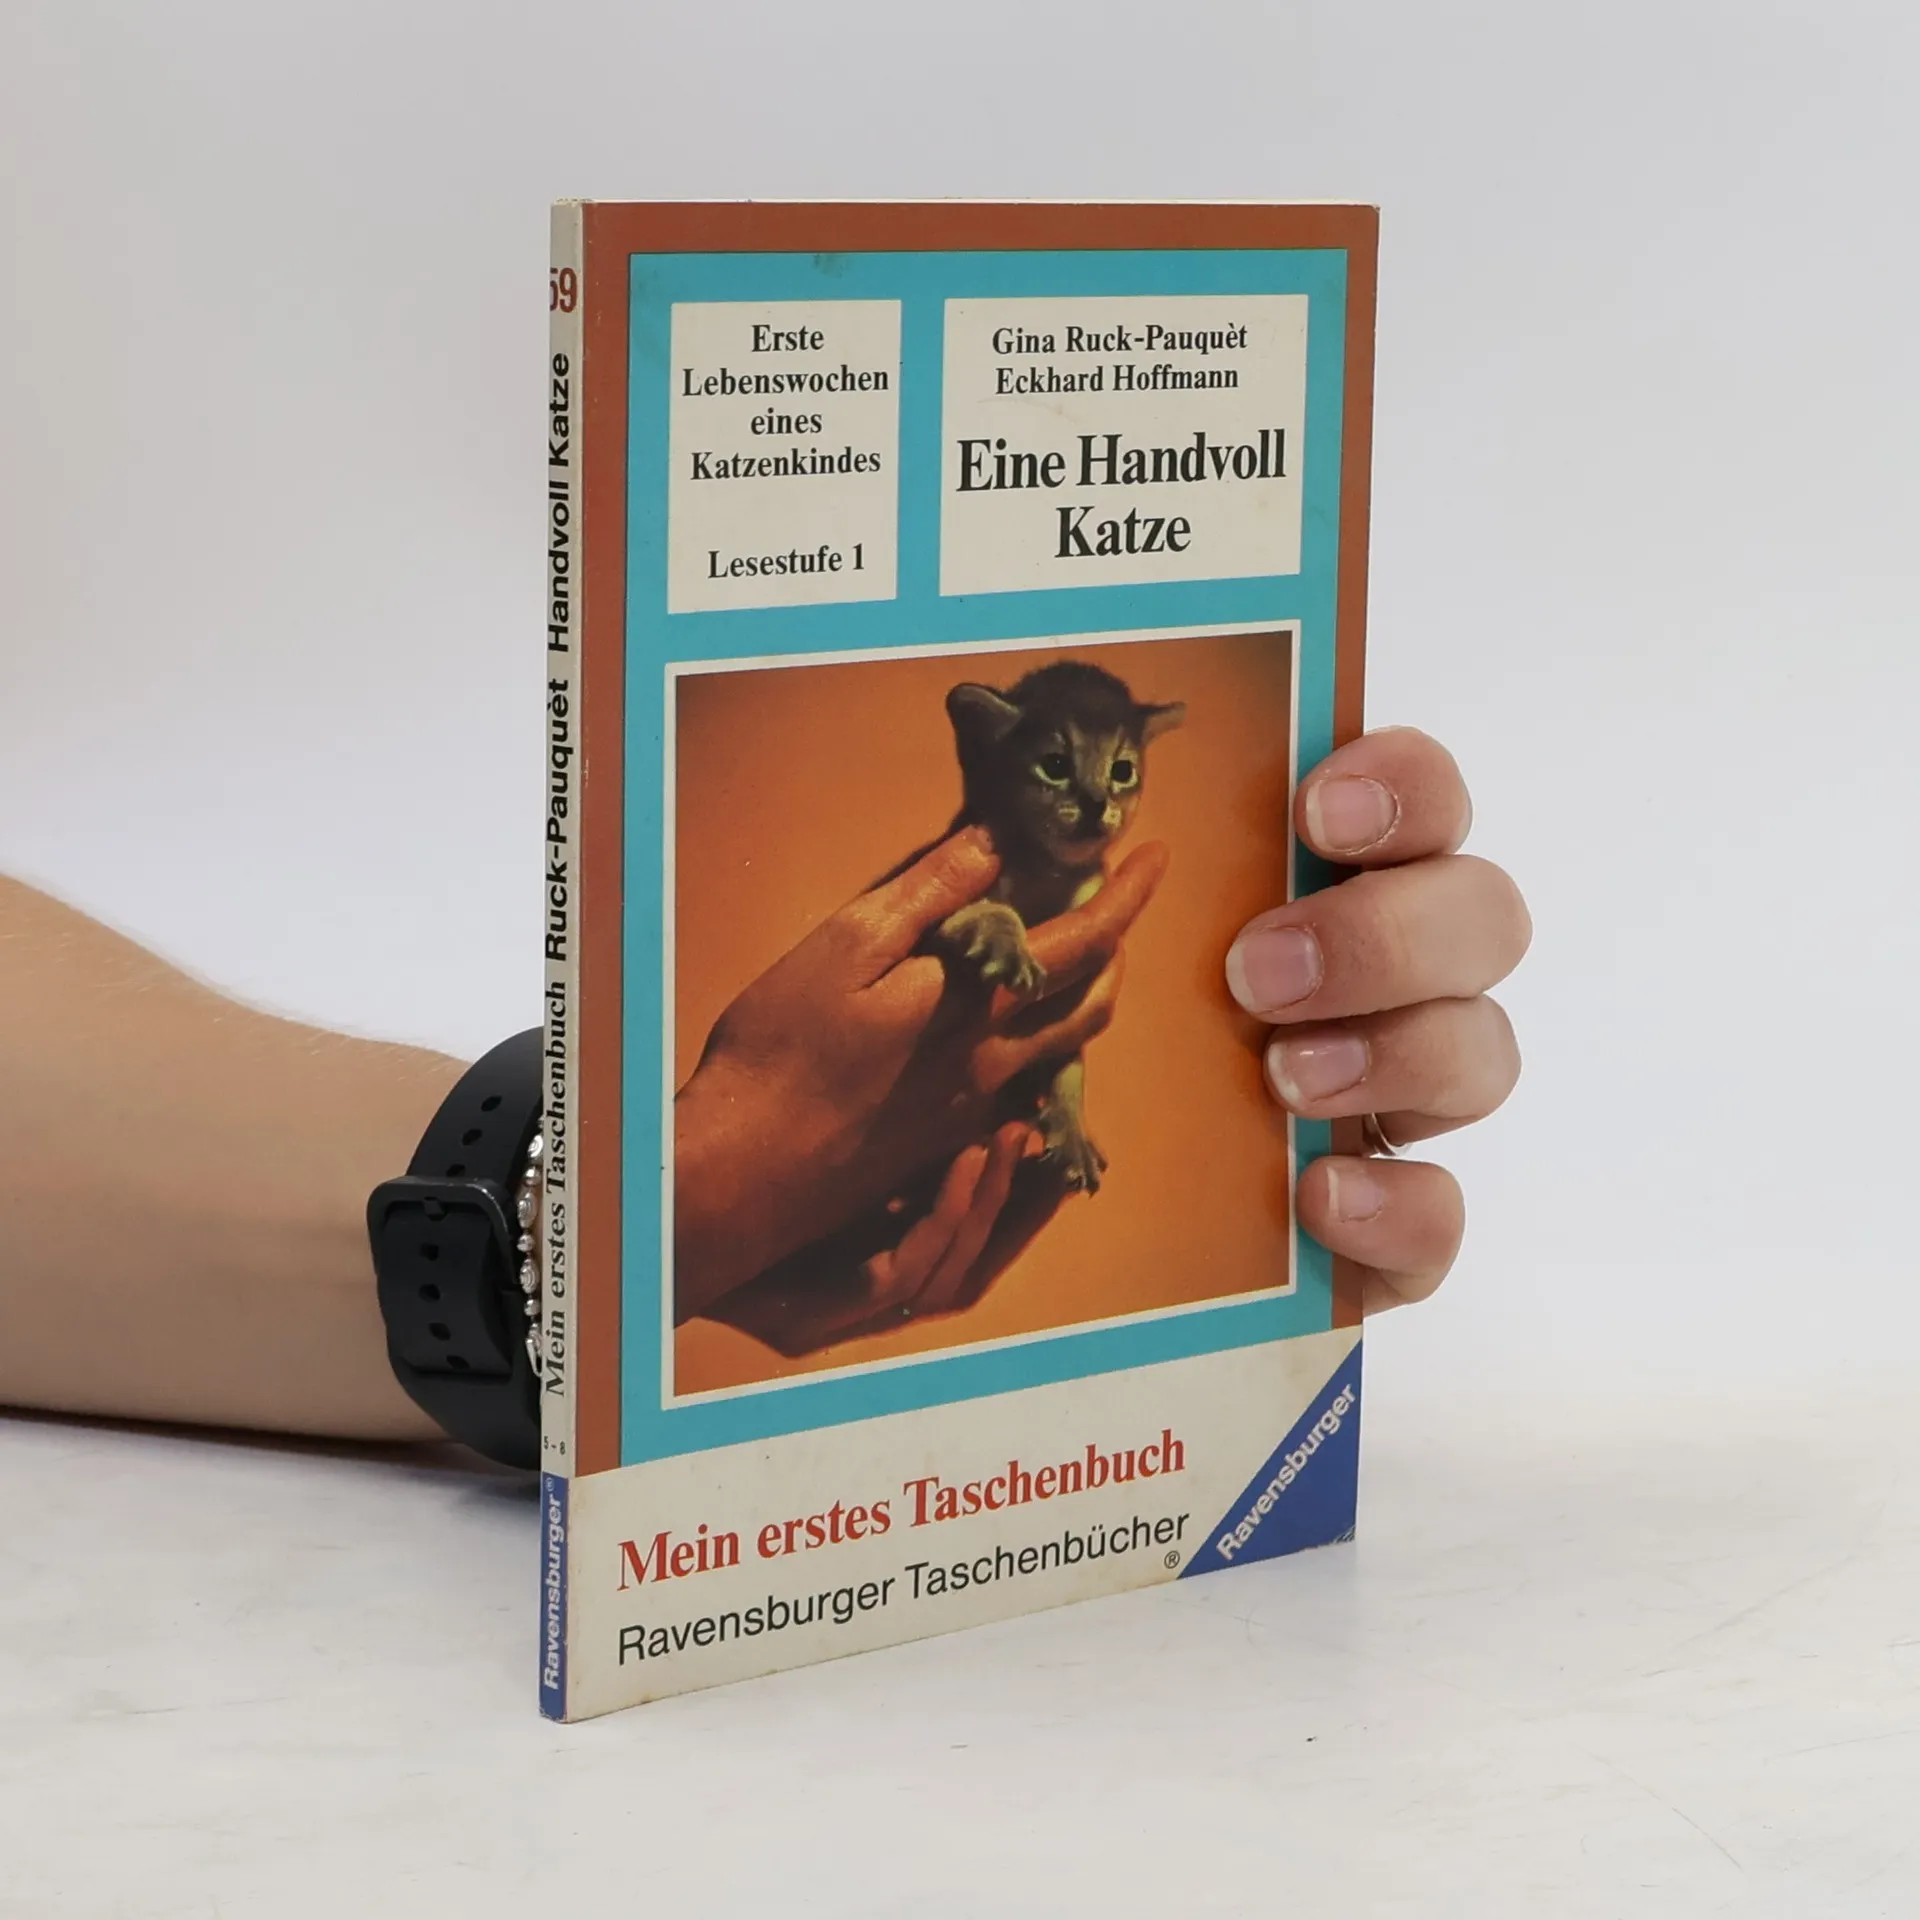 59
Handvoll Katze
Ruck-Pauquèt
Mein erstes Taschenbuch
5-8
Ravensburger®
Erste
Lebenswochen
eines
Katzenkindes
Lesestufe 1
Gina Ruck-Pauquèt
Eckhard Hoffmann
Eine Handvoll
Katze
Mein erstes Taschenbuch
Ravensburger Taschenbücher
®
Ravensburger